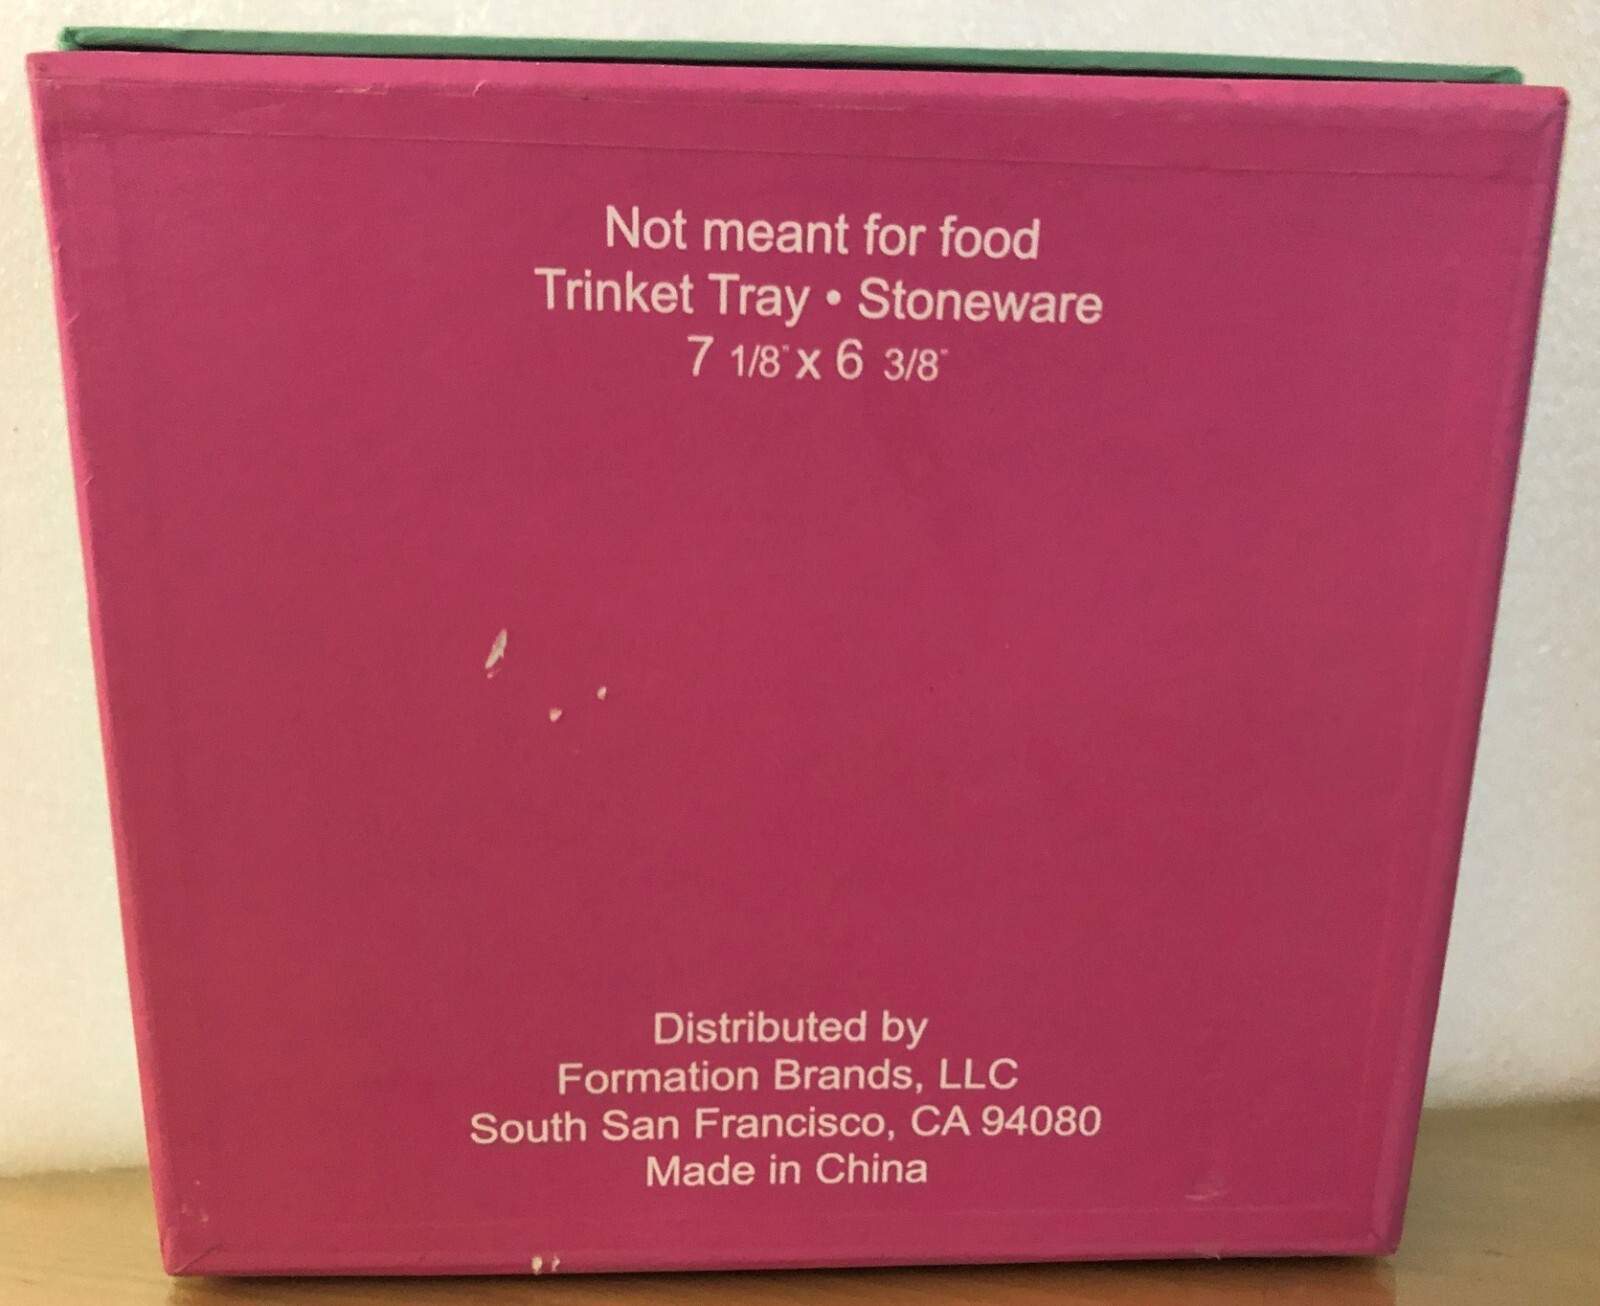 Not meant for food
Trinket Tray • Stoneware
7 1/8" x 6 3/8"
Distributed by
Formation Brands, LLC
South San Francisco, CA 94080
Made in China